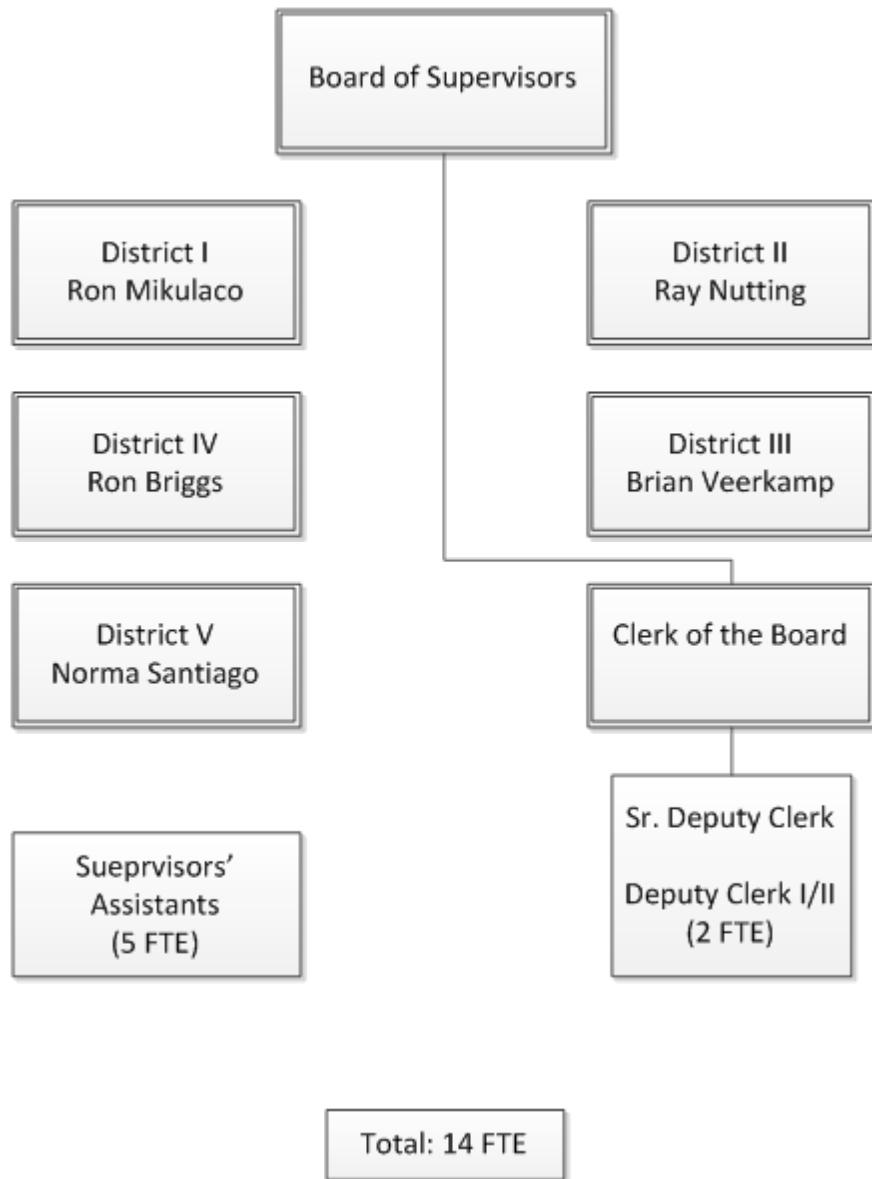 Board of Supervisors
District I
Ron Mikulaco
District II
Ray Nutting
District IV
Ron Briggs
District III
Brian Veerkamp
District V
Norma Santiago
Clerk of the Board
Sueprvisors’
Assistants
(5 FTE)
Sr. Deputy Clerk
Deputy Clerk I/II
(2 FTE)
Total: 14 FTE